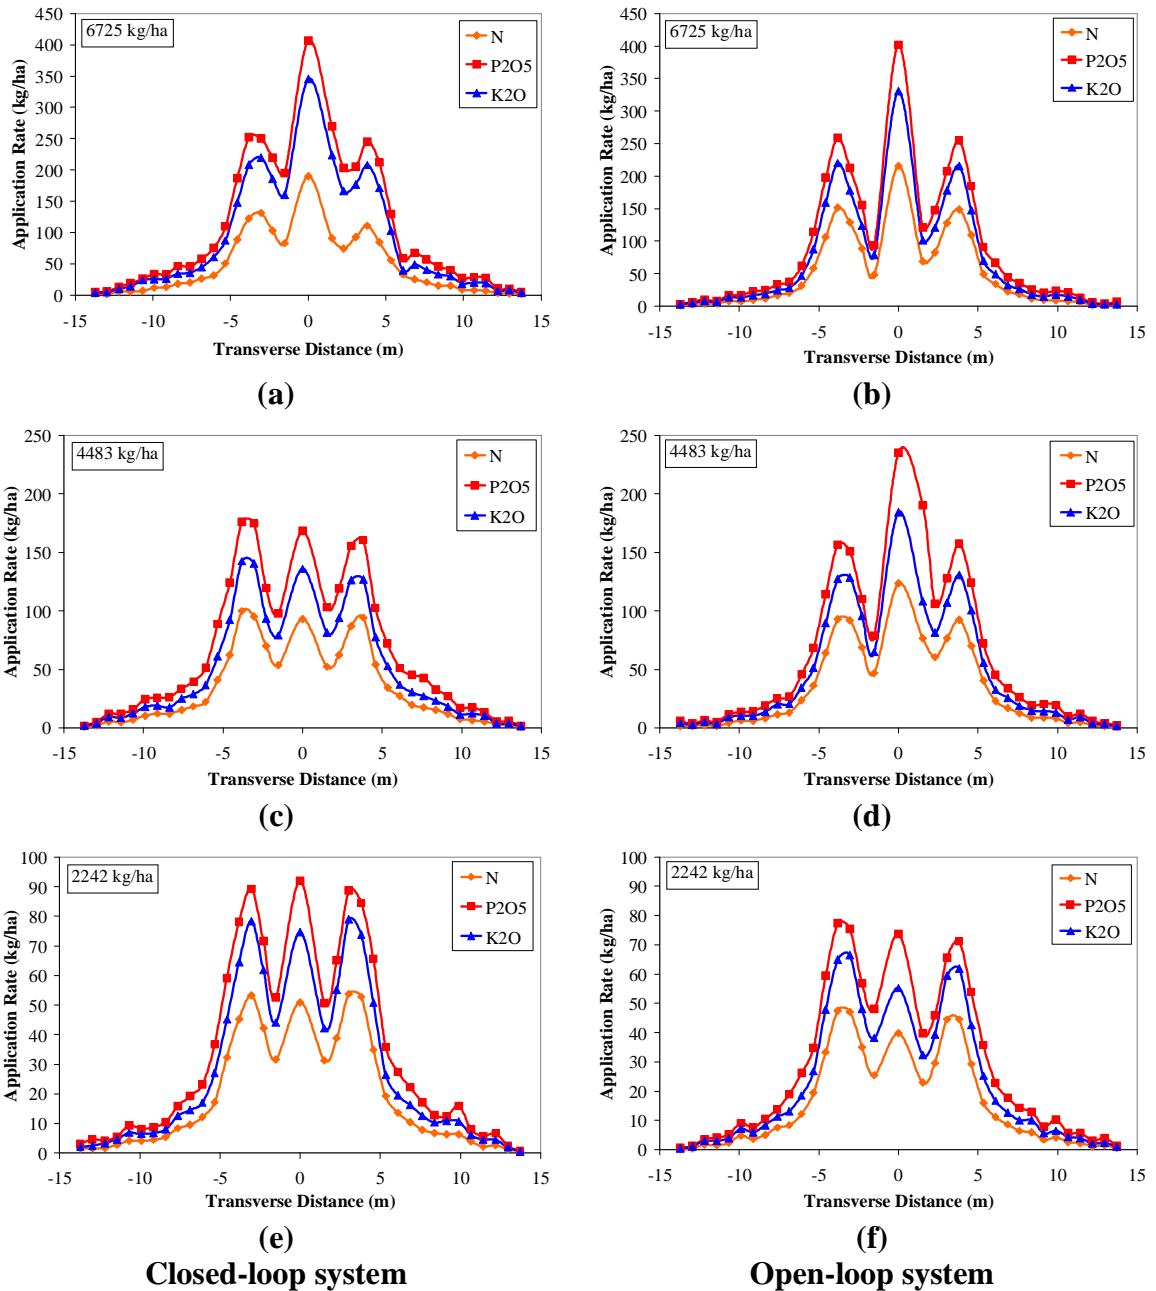 6725 kg/ha
N
P2O5
K2O
450
400
350
300
250
200
150
100
50
0
-15
-10
-5
0
5
10
15
Application Rate (kg/ha)
Transverse Distance (m)
(a)
6725 kg/ha
N
P2O5
K2O
450
400
350
300
250
200
150
100
50
0
-15
-10
-5
0
5
10
15
Application Rate (kg/ha)
Transverse Distance (m)
(b)
4483 kg/ha
N
P2O5
K2O
250
200
150
100
50
0
-15
-10
-5
0
5
10
15
Application Rate (kg/ha)
Transverse Distance (m)
(c)
4483 kg/ha
N
P2O5
K2O
250
200
150
100
50
0
-15
-10
-5
0
5
10
15
Application Rate (kg/ha)
Transverse Distance (m)
(d)
2242 kg/ha
N
P2O5
K2O
100
90
80
70
60
50
40
30
20
10
0
-15
-10
-5
0
5
10
15
Application Rate (kg/ha)
Transverse Distance (m)
(e)
Closed-loop system
2242 kg/ha
N
P2O5
K2O
100
90
80
70
60
50
40
30
20
10
0
-15
-10
-5
0
5
10
15
Application Rate (kg/ha)
Transverse Distance (m)
(f)
Open-loop system